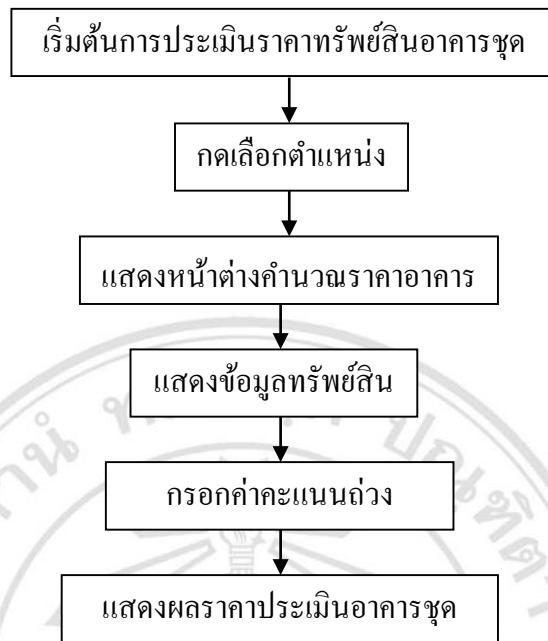 เริ่มต้นการประเมินราคาทรัพย์สินอาคารชุด
กดเลือกตำแหน่ง
แสดงหน้าต่างคำนวณราคาอาคาร
แสดงข้อมูลทรัพย์สิน
กรอกค่าคะแนนถ่วง
แสดงผลราคาประเมินอาคารชุด